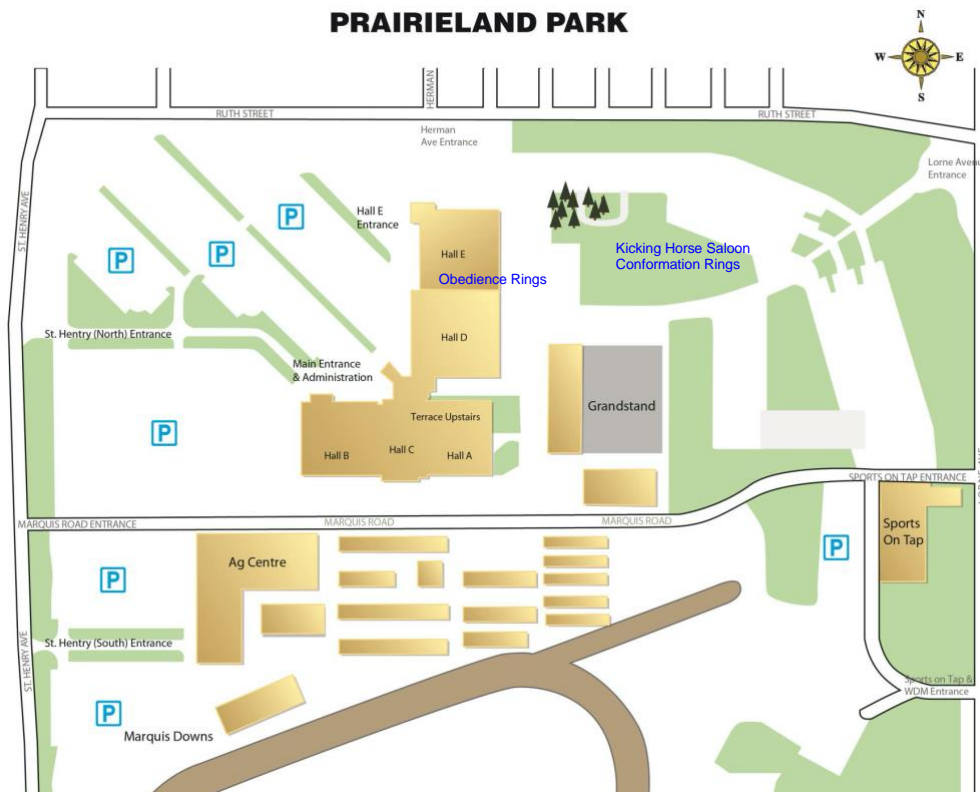 PRAIRIELAND PARK
N
W
E
S
HERMAN
RUTH STREET
RUTH STREET
Herman
Ave Entrance
Lorne Avenue
Entrance
ST. HENRY AVE
Hall E
Entrance
P
P
P
Hall E
Obedience Rings
Kicking Horse Saloon
Conformation Rings
St. Hentry (North) Entrance
Hall D
Main Entrance
& Administration
Grandstand
Terrace Upstairs
P
Hall B
Hall C
Hall A
SPORTS ON TAP ENTRANCE
MARQUIS ROAD ENTRANCE
MARQUIS ROAD
MARQUIS ROAD
Sports
On Tap
P
Ag Centre
P
St. Hentry (South) Entrance
ST. HENRY AVE
Sports on Tap &
WDM Entrance
P
Marquis Downs